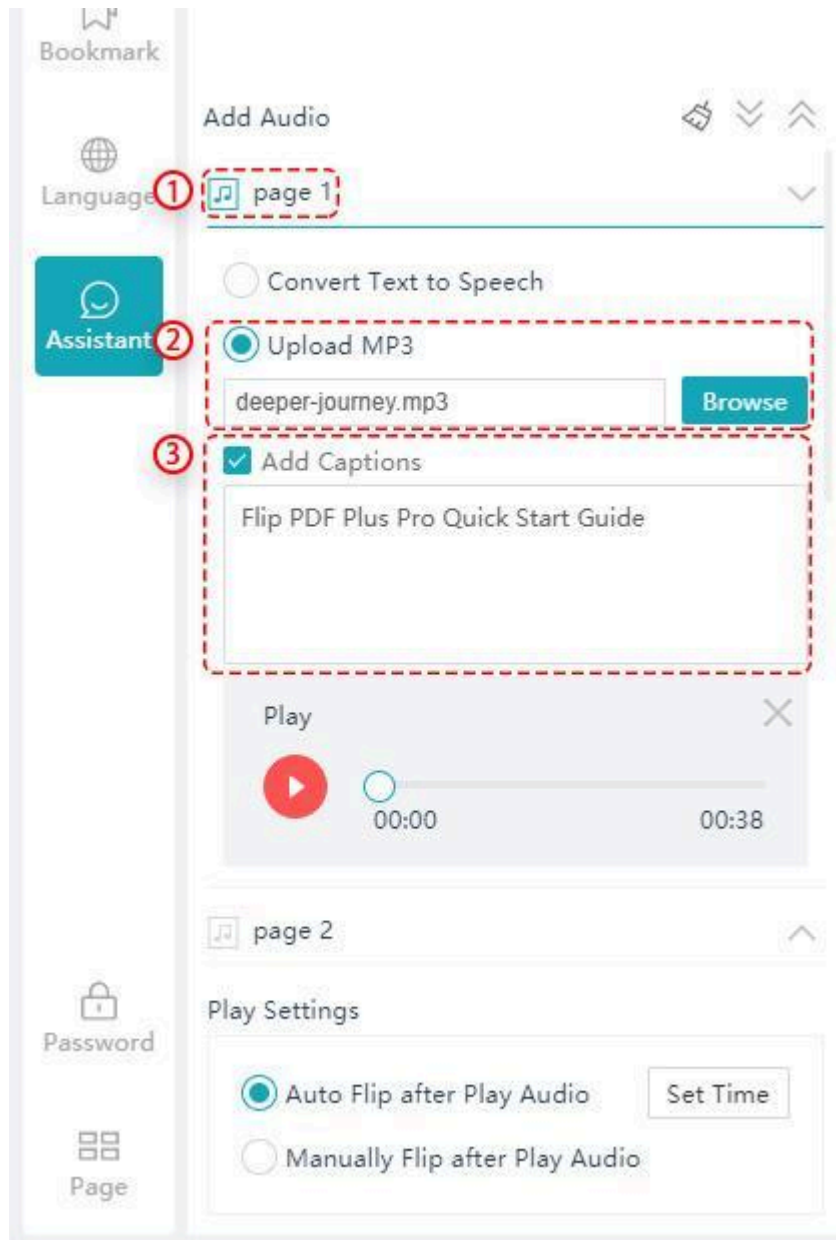 Bookmark
Add Audio
Language
① page 1
Convert Text to Speech
Assistant
② Upload MP3
deeper-journey.mp3 Browse
③ Add Captions
Flip PDF Plus Pro Quick Start Guide
Play
00:00 00:38
page 2
Password
Play Settings
Auto Flip after Play Audio Set Time
Manually Flip after Play Audio
Page